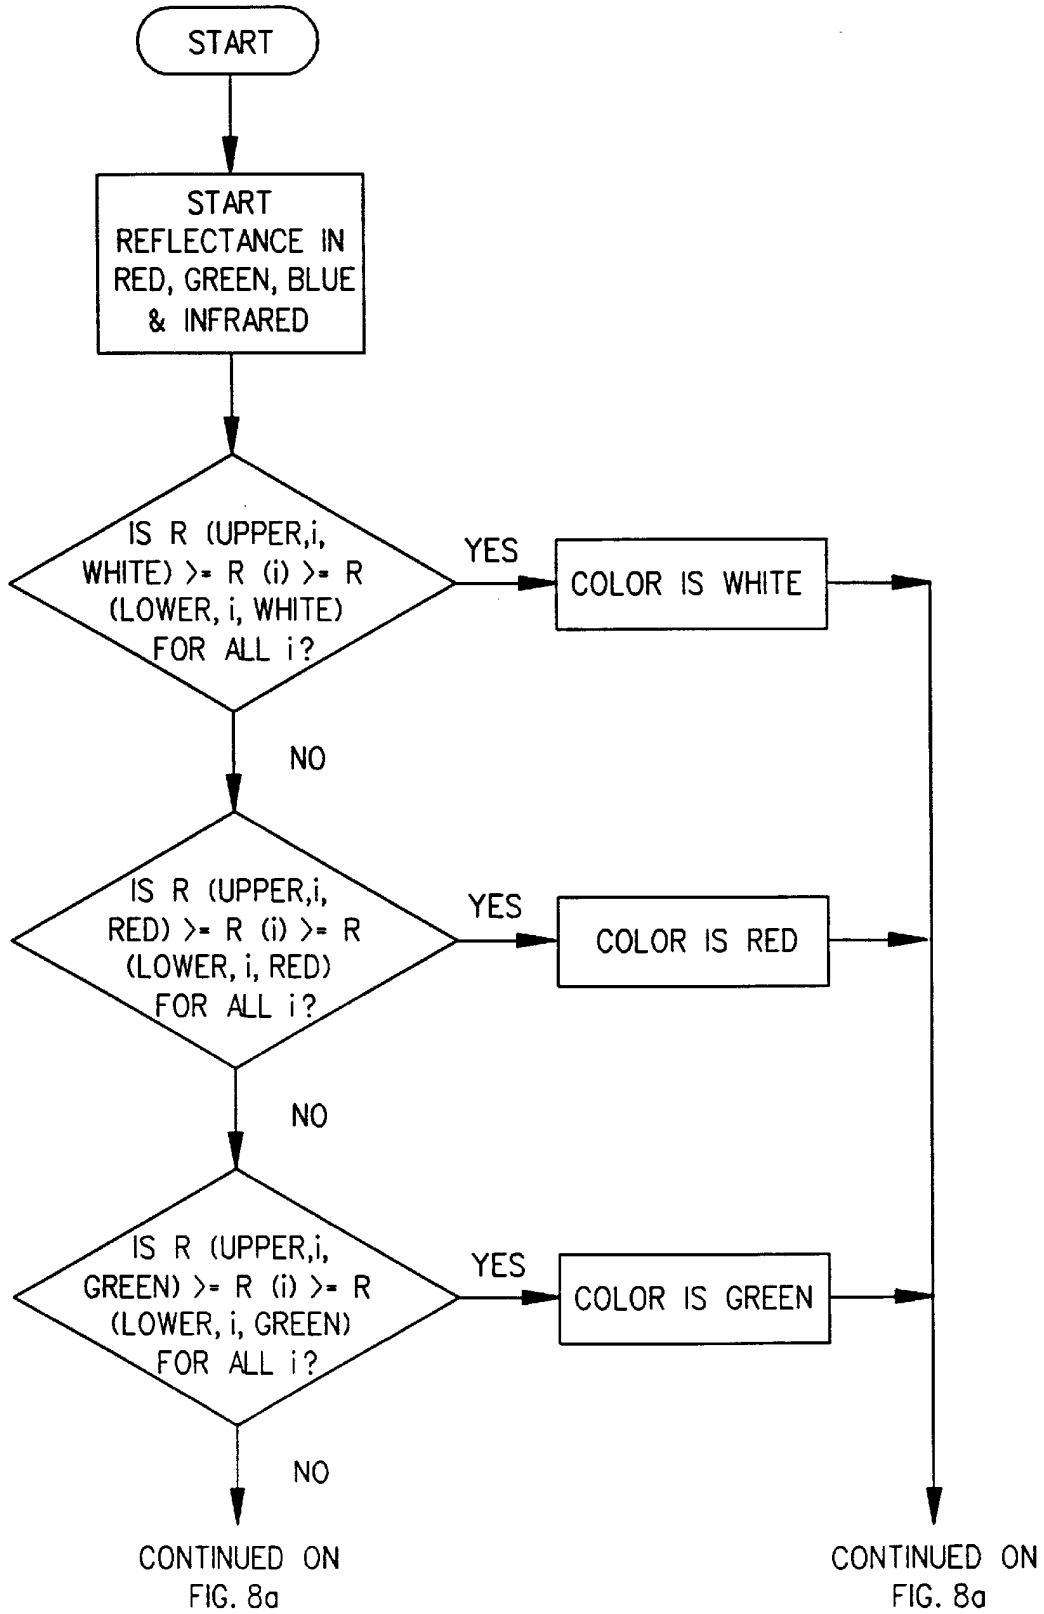 START
START
REFLECTANCE IN
RED, GREEN, BLUE
& INFRARED
IS R (UPPER,i,
WHITE) >= R (i) >= R
(LOWER, i, WHITE)
FOR ALL i?
YES
COLOR IS WHITE
NO
IS R (UPPER,i,
RED) >= R (i) >= R
(LOWER, i, RED)
FOR ALL i?
YES
COLOR IS RED
NO
IS R (UPPER,i,
GREEN) >= R (i) >= R
(LOWER, i, GREEN)
FOR ALL i?
YES
COLOR IS GREEN
NO
CONTINUED ON
FIG. 8a
CONTINUED ON
FIG. 8a